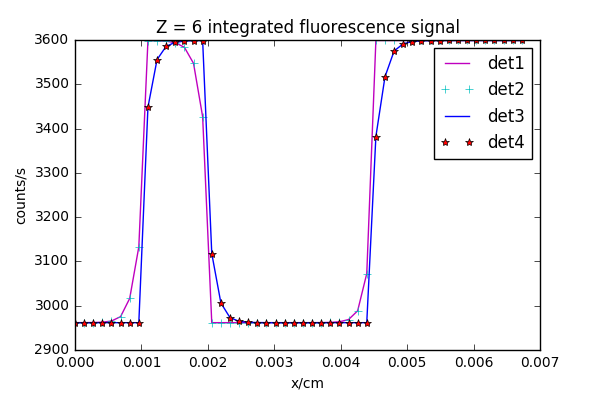 Z = 6 integrated fluorescence signal
3600
3500
3400
3300
3200
3100
3000
2900
counts/s
det1
det2
det3
det4
0.000 0.001 0.002 0.003 0.004 0.005 0.006 0.007
x/cm